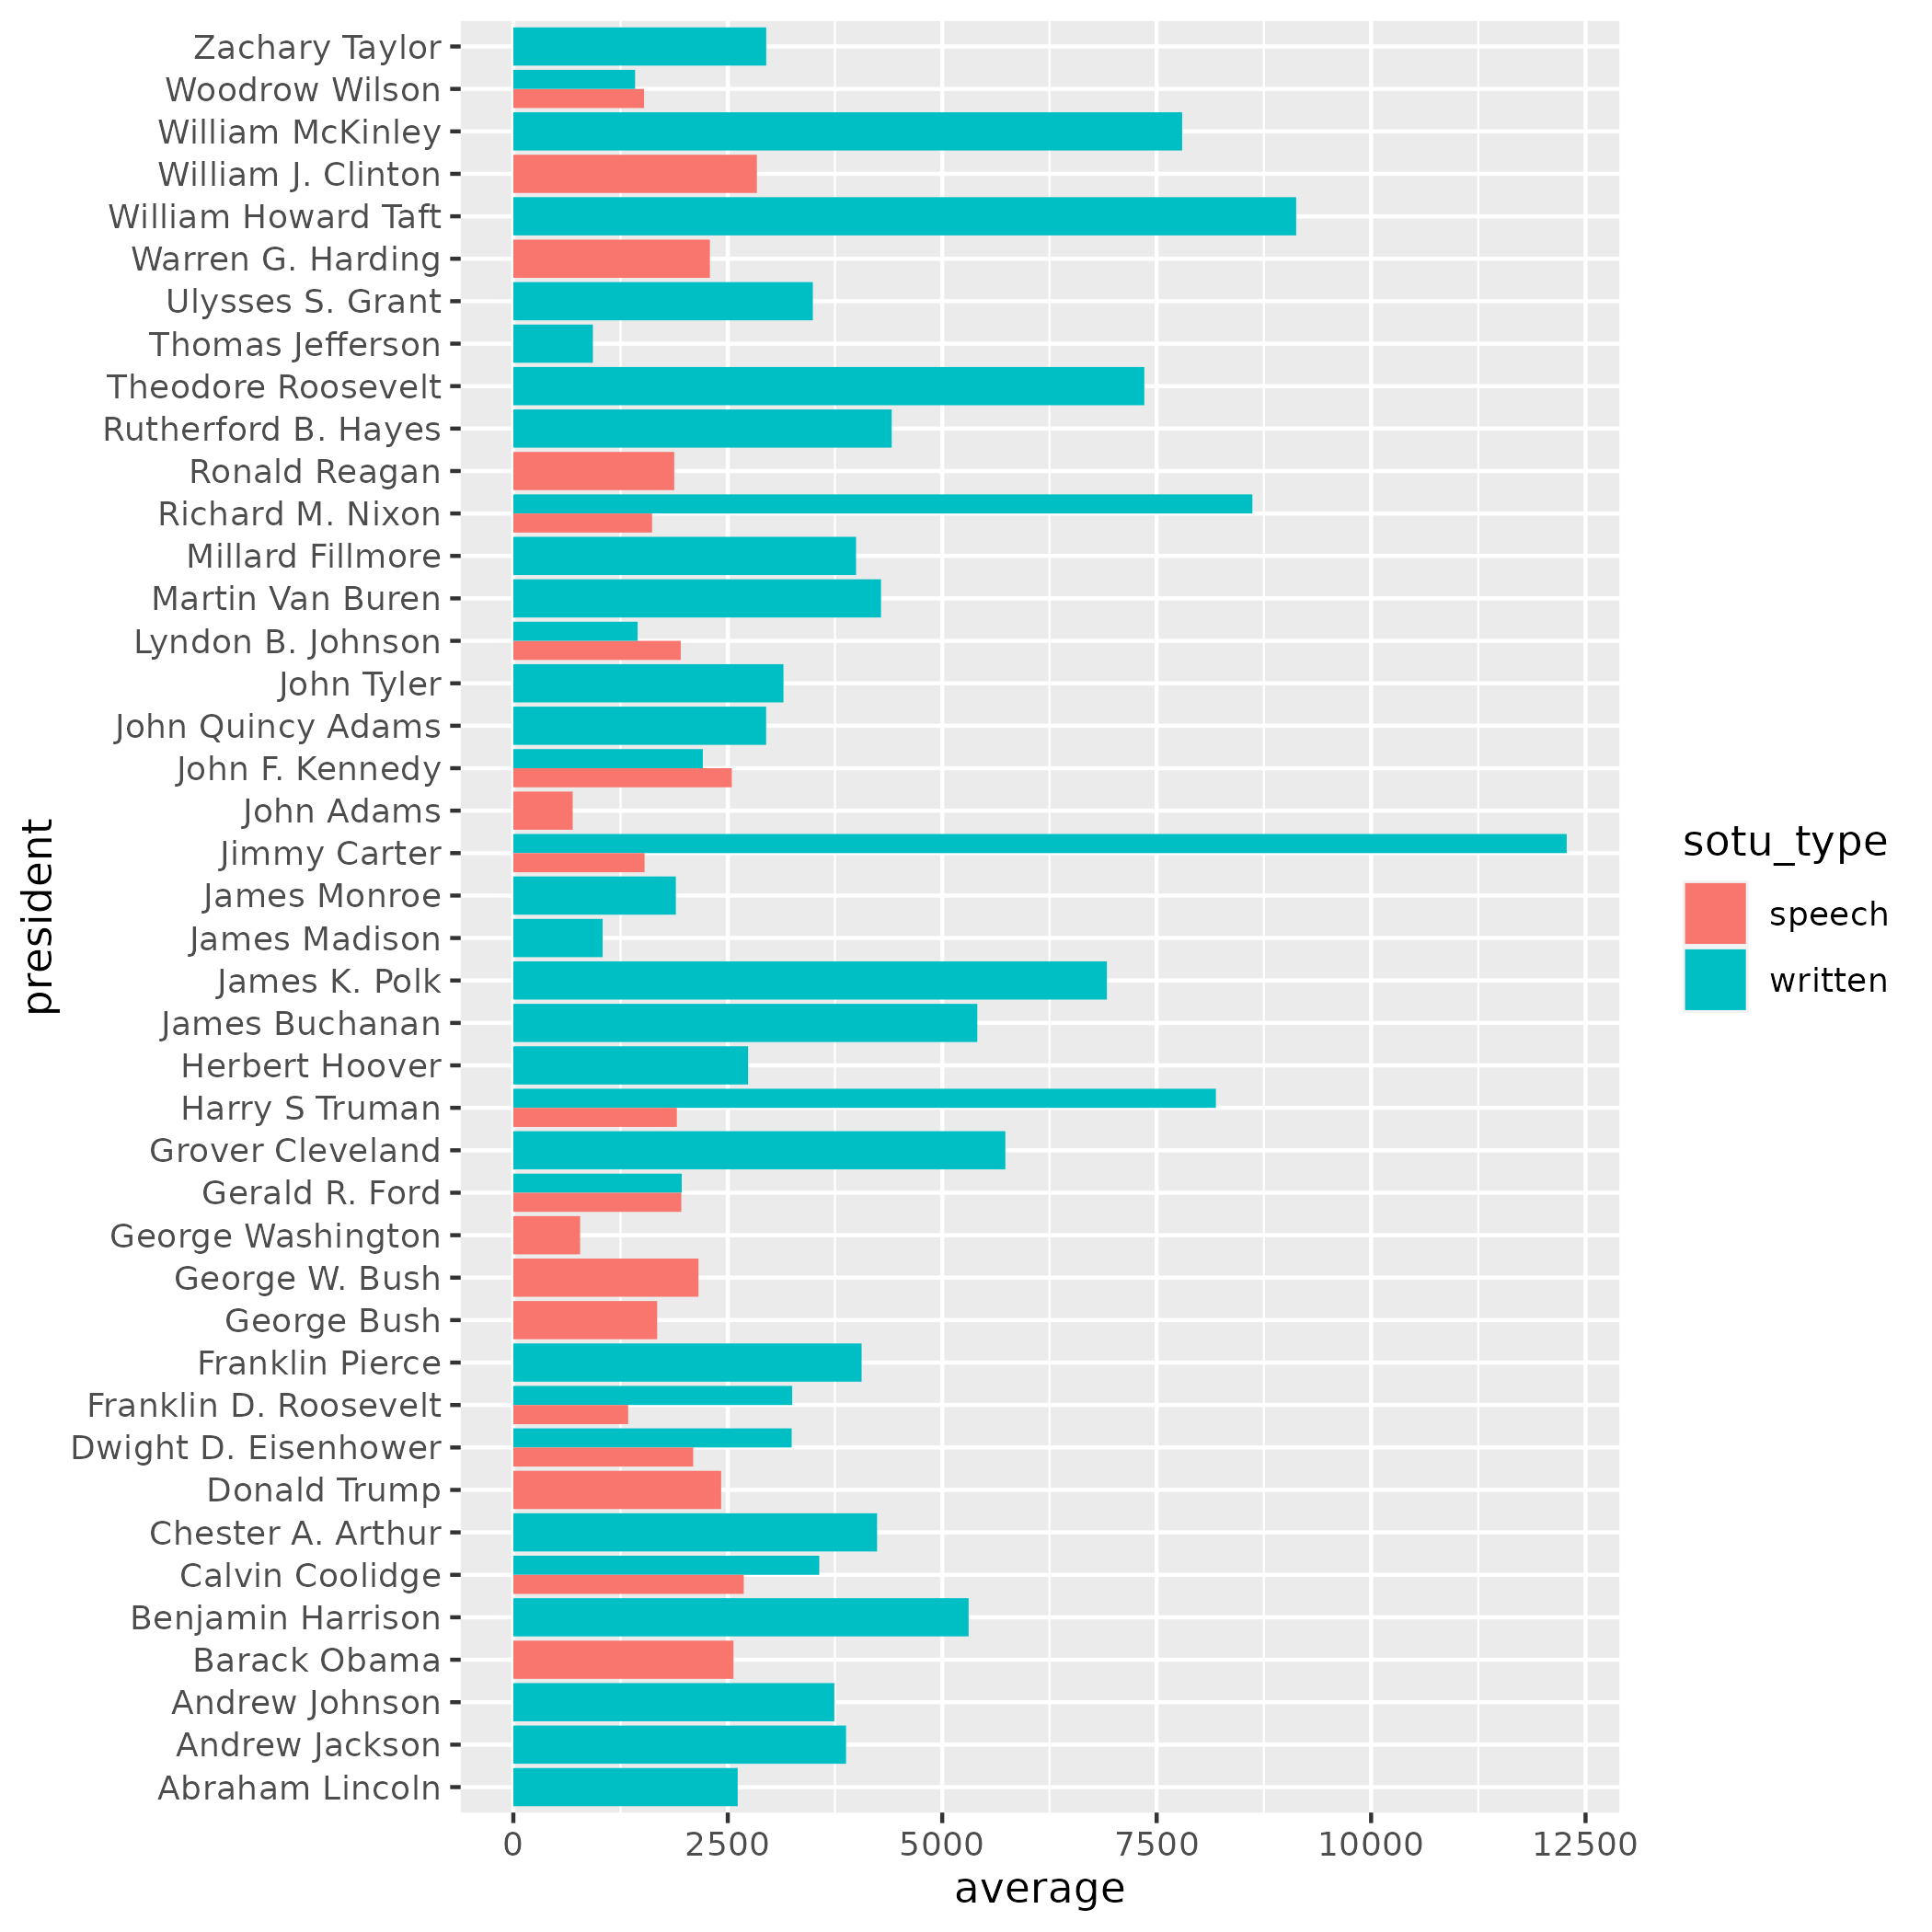 Zachary Taylor
Woodrow Wilson
William McKinley
William J. Clinton
William Howard Taft
Warren G. Harding
Ulysses S. Grant
Thomas Jefferson
Theodore Roosevelt
Rutherford B. Hayes
Ronald Reagan
Richard M. Nixon
Millard Fillmore
Martin Van Buren
Lyndon B. Johnson
John Tyler
John Quincy Adams
John F. Kennedy
John Adams
Jimmy Carter
James Monroe
James Madison
James K. Polk
James Buchanan
Herbert Hoover
Harry S Truman
Grover Cleveland
Gerald R. Ford
George Washington
George W. Bush
George Bush
Franklin Pierce
Franklin D. Roosevelt
Dwight D. Eisenhower
Donald Trump
Chester A. Arthur
Calvin Coolidge
Benjamin Harrison
Barack Obama
Andrew Johnson
Andrew Jackson
Abraham Lincoln
president
0 2500 5000 7500 10000 12500
average
sotu_type
speech
written